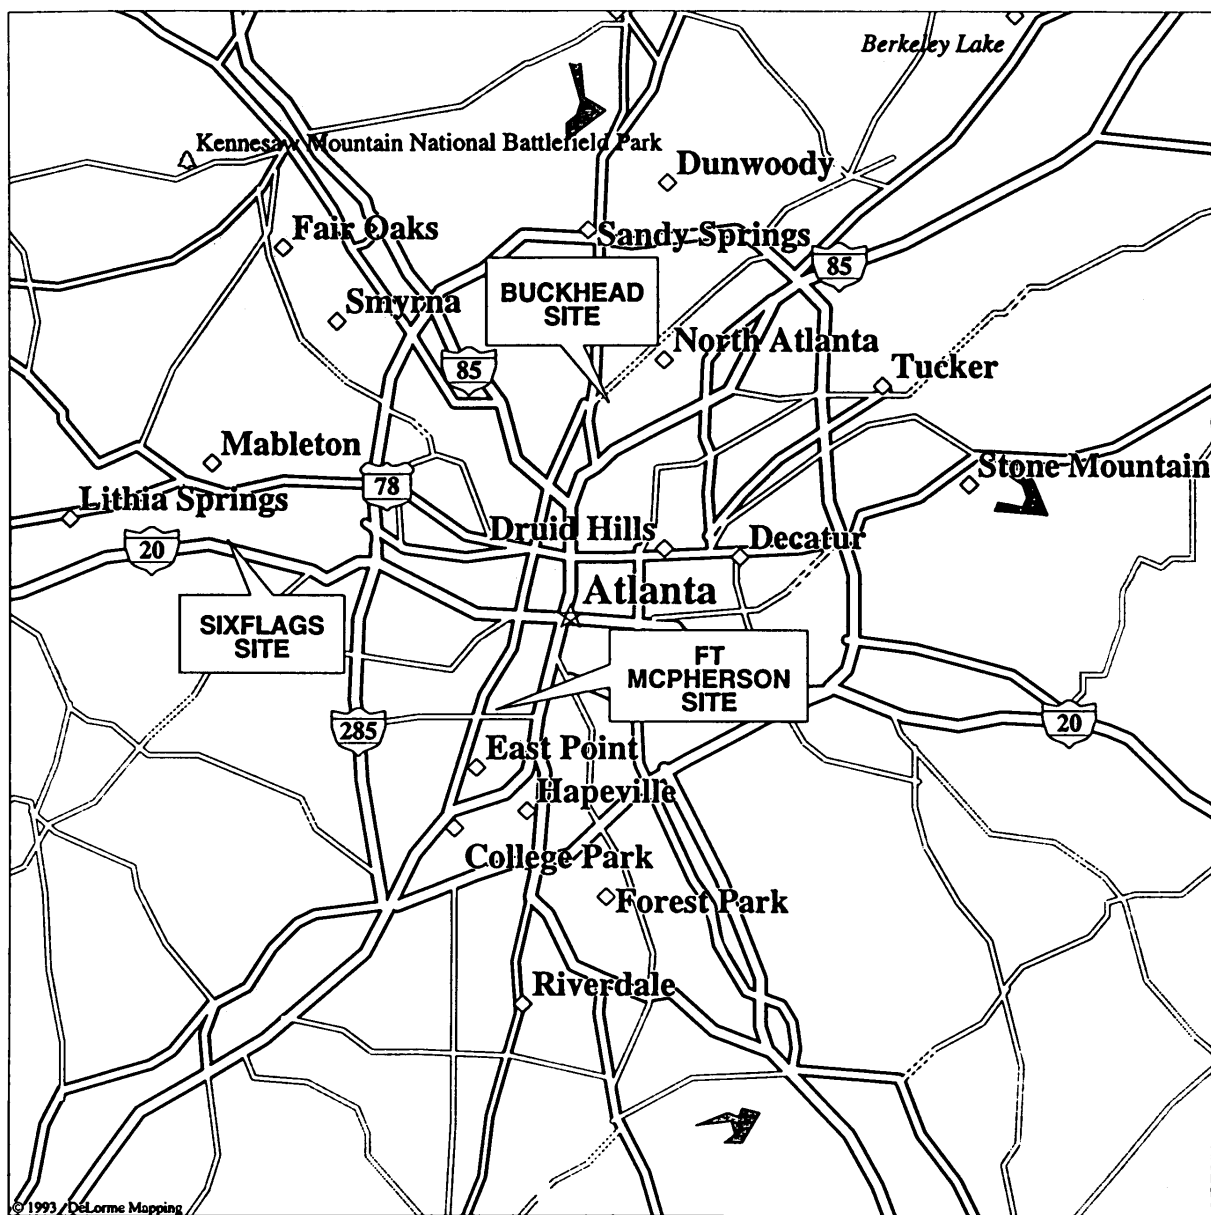 Berkeley Lake
Kennesaw Mountain National Battlefield Park
Dunwoody
Fair Oaks
Sandy Springs
85
BUCKHEAD
SITE
Smyrna
North Atlanta
85
Tucker
Mableton
Stone Mountain
78
Lithia Springs
Druid Hills
Decatur
20
Atlanta
SIXFLAGS
SITE
FT
MCPHERSON
SITE
285
20
East Point
Hapeville
College Park
Forest Park
Riverdale
© 1993 DeLorme Mapping